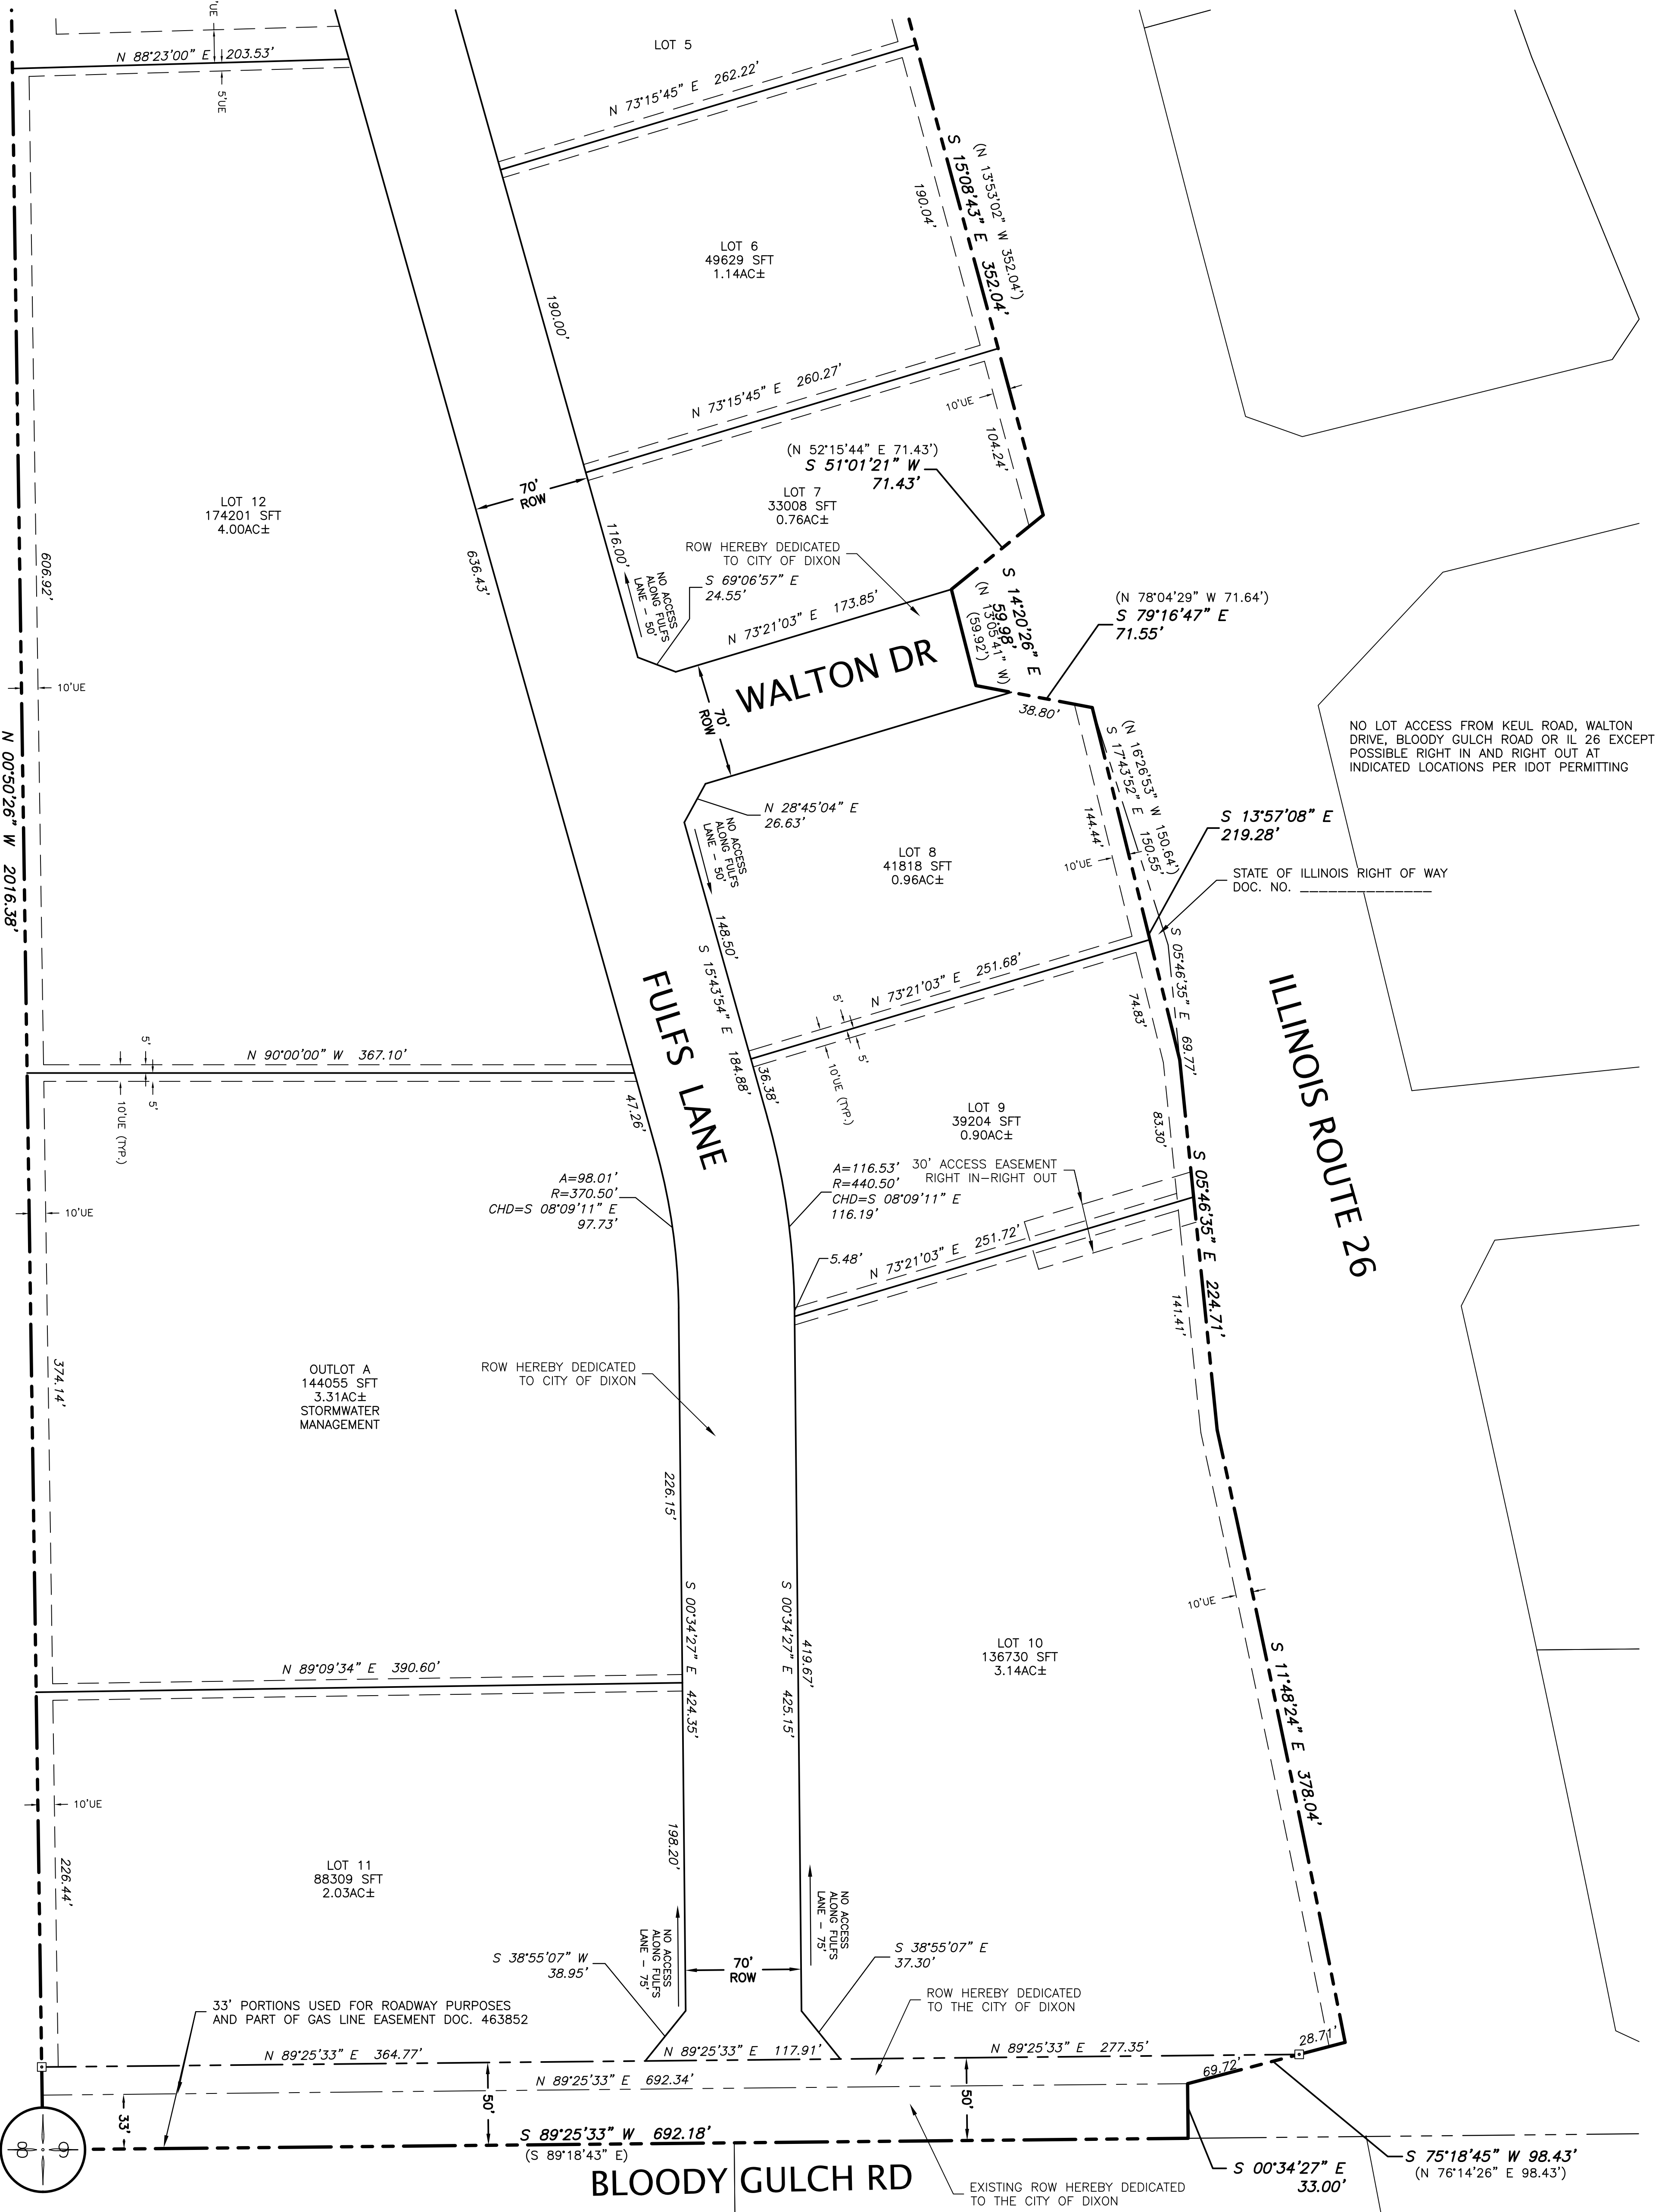 'UE
N 88°23'00" E 203.53'
5'UE
LOT 5
N 73°15'45" E 262.22'
(N 13°53'02" W 352.04')
S 15°08'43" E 352.04'
190.04'
LOT 6
49629 SFT
1.14AC±
190.00'
N 73°15'45" E 260.27'
10'UE
104.24'
(N 52°15'44" E 71.43')
S 51°01'21" W
71.43'
70'
ROW
LOT 7
33008 SFT
0.76AC±
LOT 12
174201 SFT
4.00AC±
116.00'
ROW HEREBY DEDICATED
TO CITY OF DIXON
606.92'
636.43'
NO ACCESS
ALONG FULFS
LANE - 50'
S 69°06'57" E
24.55'
N 73°21'03" E 173.85'
S 14°20'26" E
59.98'
(N 13°05'41" W)
(59.92')
(N 78°04'29" W 71.64')
S 79°16'47" E
71.55'
WALTON DR
10'UE
70'
ROW
38.80'
N 00°50'26" W 2016.38'
(N 16°26'53" W 150.64')
S 17°43'52" E 150.55'
NO LOT ACCESS FROM KEUL ROAD, WALTON
DRIVE, BLOODY GULCH ROAD OR IL 26 EXCEPT
POSSIBLE RIGHT IN AND RIGHT OUT AT
INDICATED LOCATIONS PER IDOT PERMITTING
N 28°45'04" E
26.63'
NO ACCESS
ALONG FULFS
LANE - 50'
144.44'
S 13°57'08" E
219.28'
LOT 8
41818 SFT
0.96AC±
10'UE
STATE OF ILLINOIS RIGHT OF WAY
DOC. NO. _______________
148.50'
S 15°43'54" E 184.88'
S 05°46'35" E 69.77'
N 73°21'03" E 251.68'
FULFS LANE
ILLINOIS ROUTE 26
5'
5'
10'UE (TYP.)
74.83'
N 90°00'00" W 367.10'
5'
5'
10'UE (TYP.)
47.26'
36.38'
LOT 9
39204 SFT
0.90AC±
83.30'
A=98.01'
R=370.50'
CHD=S 08°09'11" E
97.73'
A=116.53'
R=440.50'
CHD=S 08°09'11" E
116.19'
30' ACCESS EASEMENT
RIGHT IN-RIGHT OUT
S 05°46'35" E 224.71'
10'UE
N 73°21'03" E 251.72'
5.48'
141.41'
374.14'
OUTLOT A
144055 SFT
3.31AC±
STORMWATER
MANAGEMENT
ROW HEREBY DEDICATED
TO CITY OF DIXON
226.15'
S 00°34'27" E 424.35'
S 00°34'27" E 425.15'
419.67'
10'UE
LOT 10
136730 SFT
3.14AC±
S 11°48'24" E 378.04'
N 89°09'34" E 390.60'
10'UE
226.44'
LOT 11
88309 SFT
2.03AC±
198.20'
NO ACCESS
ALONG FULFS
LANE - 75'
NO ACCESS
ALONG FULFS
LANE - 75'
S 38°55'07" W
38.95'
70'
ROW
S 38°55'07" E
37.30'
33' PORTIONS USED FOR ROADWAY PURPOSES
AND PART OF GAS LINE EASEMENT DOC. 463852
ROW HEREBY DEDICATED
TO THE CITY OF DIXON
N 89°25'33" E 364.77'
N 89°25'33" E 117.91'
N 89°25'33" E 277.35'
28.71'
69.72'
N 89°25'33" E 692.34'
50'
50'
33'
S 89°25'33" W 692.18'
(S 89°18'43" E)
8 9
BLOODY GULCH RD
S 00°34'27" E
33.00'
S 75°18'45" W 98.43'
(N 76°14'26" E 98.43')
EXISTING ROW HEREBY DEDICATED
TO THE CITY OF DIXON